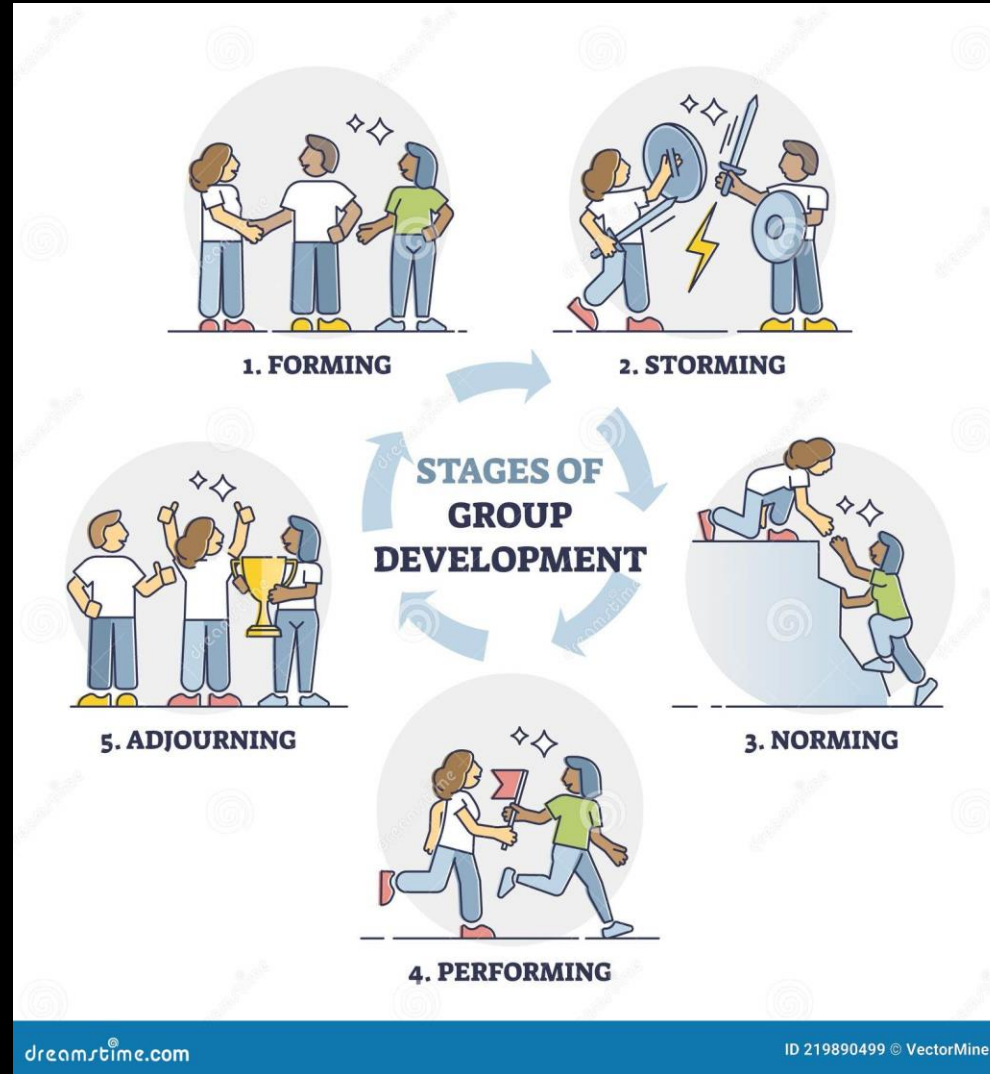 1. FORMING
2. STORMING
STAGES OF
GROUP
DEVELOPMENT
5. ADJOURNING
3. NORMING
4. PERFORMING
dreamstime.com
ID 219890499 © VectorMine